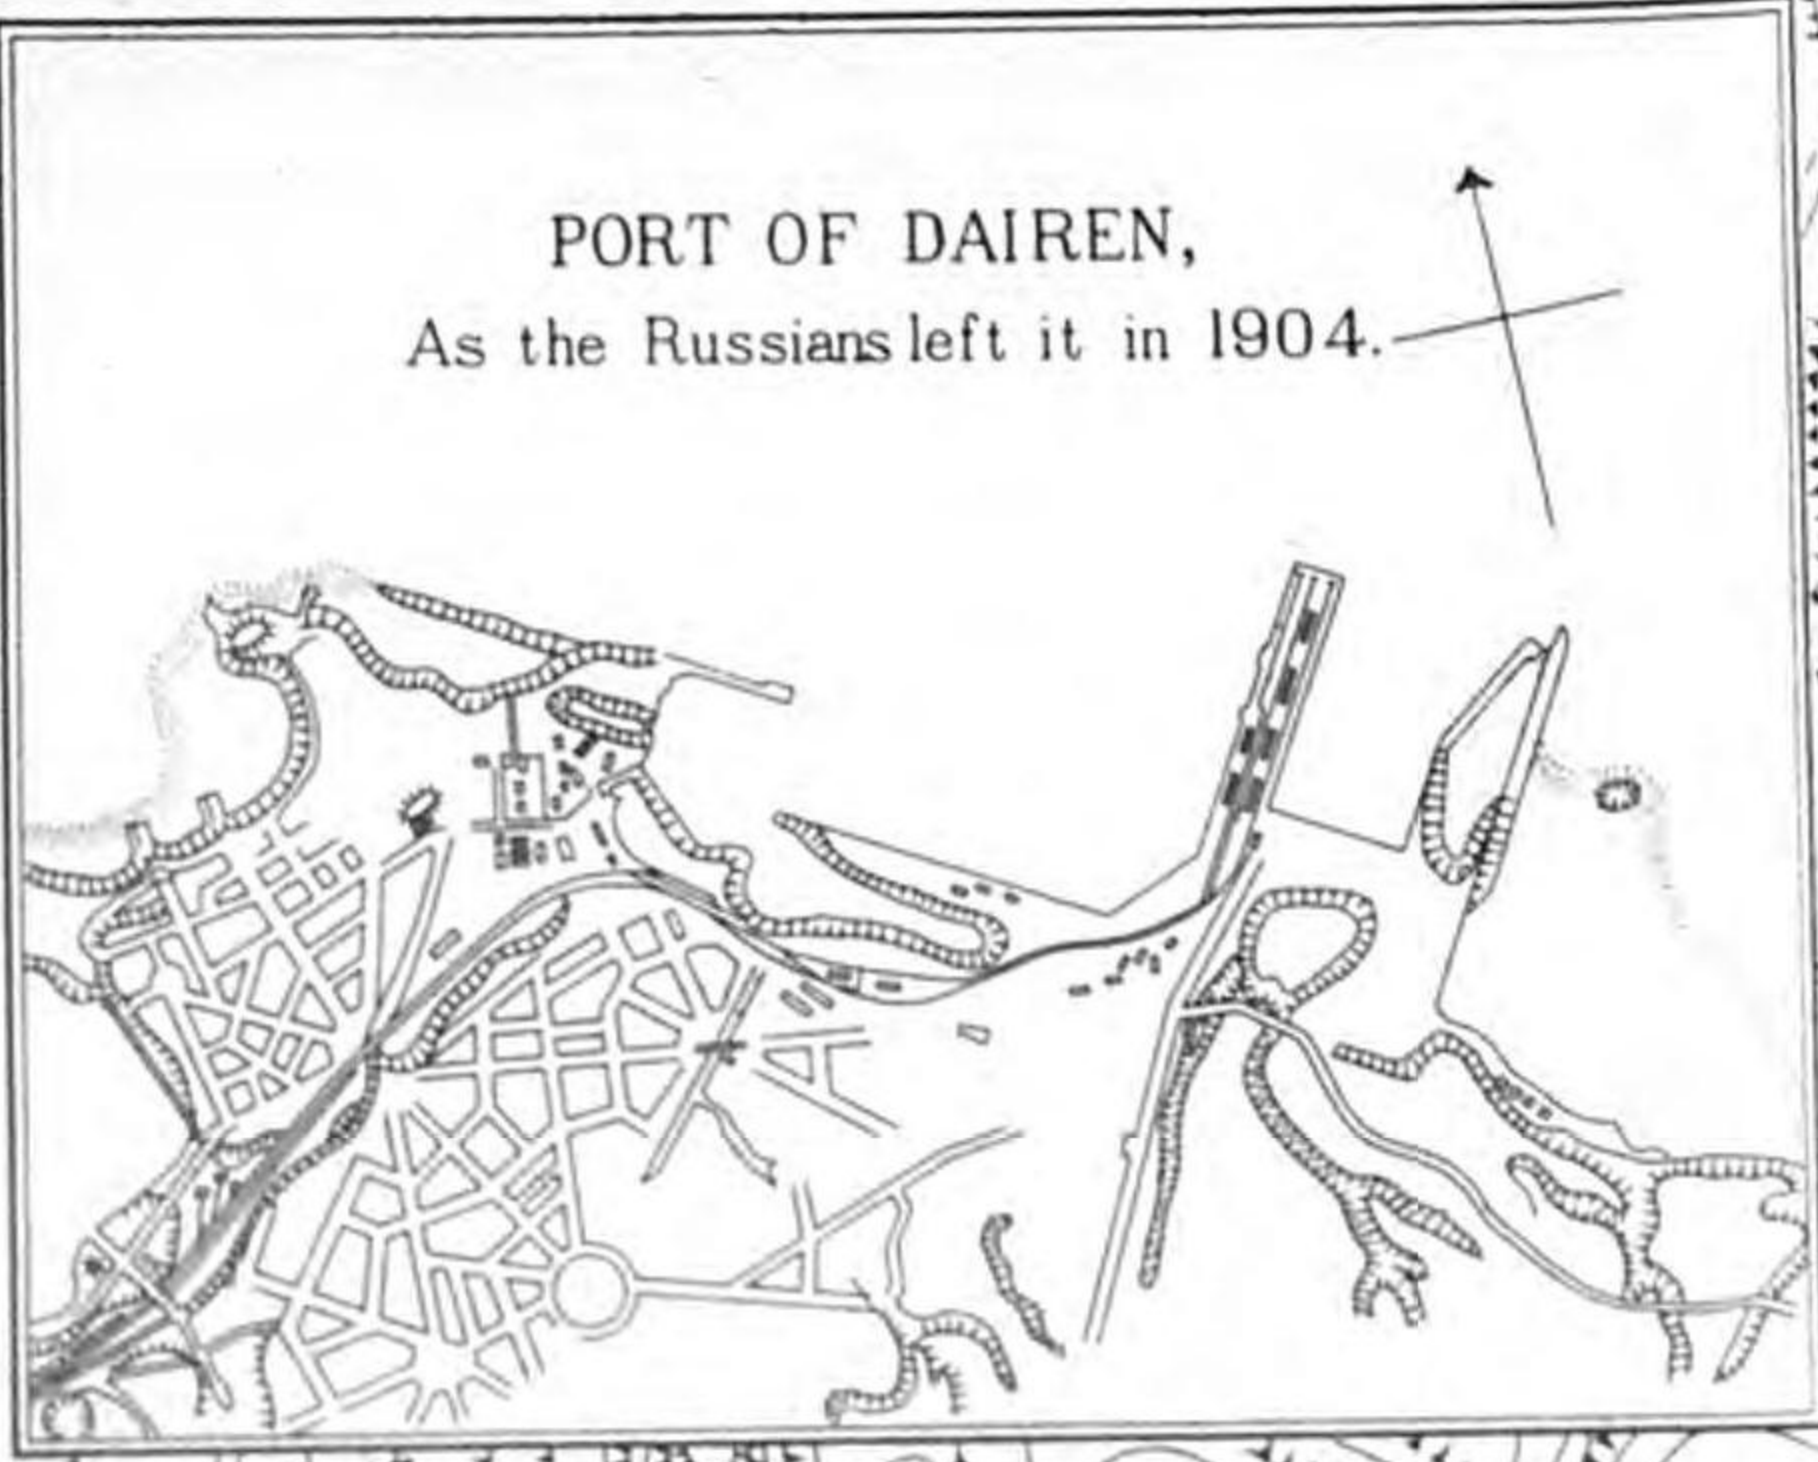 PORT OF DAIREN,
As the Russians left it in 1904.